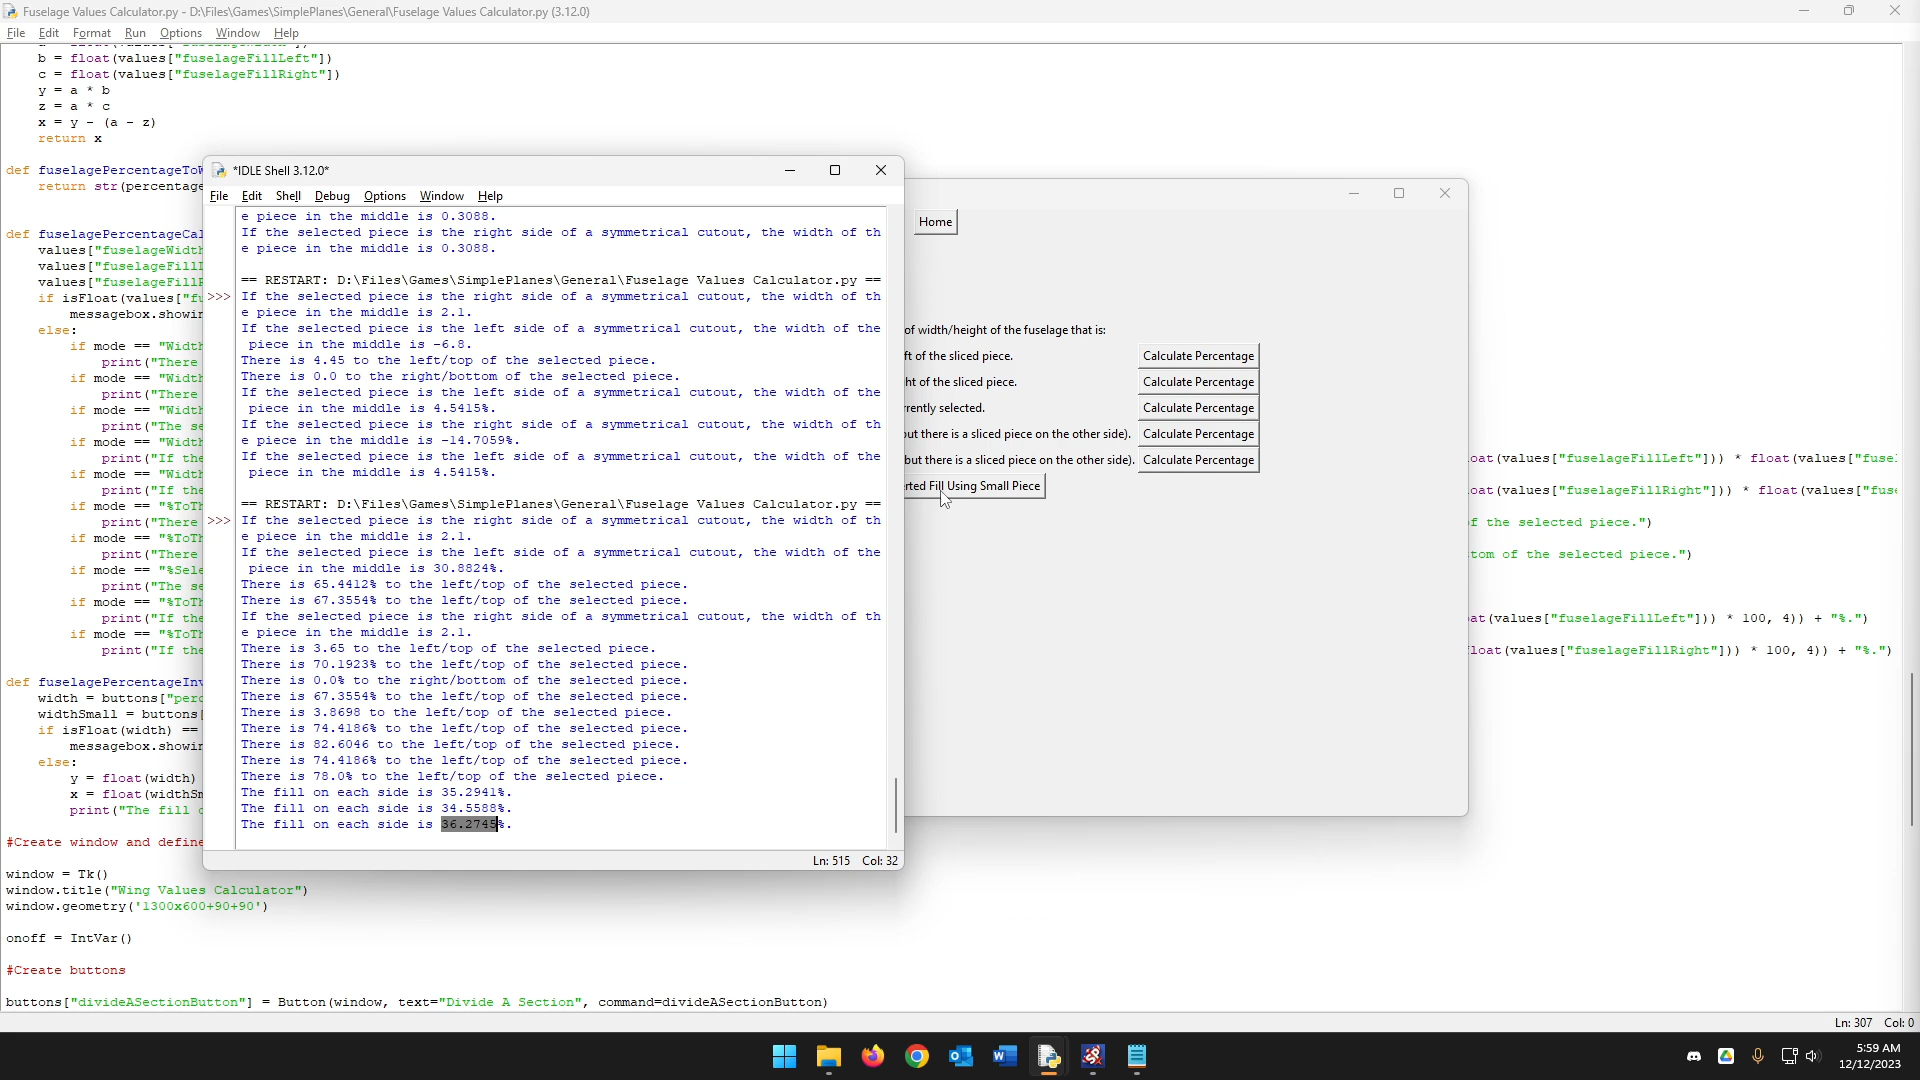 Fuselage Values Calculator.py - D:\Files\Games\SimplePlanes\General\Fuselage Values Calculator.py (3.12.0)
File Edit Format Run Options Window Help
b = float(values["fuselageFillLeft"])
c = float(values["fuselageFillRight"])
y = a * b
z = a * c
x = y - (a - z)
return x
def fuselagePercentageToW
return str(percentage
def fuselagePercentageCal
values["fuselageWidth
values["fuselageFillL
values["fuselageFillR
if isFloat(values["fu
messagebox.showin
else:
if mode == "Width
print("There
if mode == "Width
print("There
if mode == "Width
print("The se
if mode == "Width
print("If the
if mode == "Width
print("If the
if mode == "%ToTh
print("There
if mode == "%ToTh
print("There
if mode == "%Sele
print("The se
if mode == "%ToTh
print("If the
if mode == "%ToTh
print("If the
def fuselagePercentageInv
width = buttons["perc
widthSmall = buttons[
if isFloat(width) ==
messagebox.showin
else:
y = float(width)
x = float(widthSm
print("The fill o
#Create window and define
window = Tk()
window.title("Wing Values Calculator")
window.geometry('1300x600+90+90')
onoff = IntVar()
#Create buttons
buttons["divideASectionButton"] = Button(window, text="Divide A Section", command=divideASectionButton)
*IDLE Shell 3.12.0*
File Edit Shell Debug Options Window Help
e piece in the middle is 0.3088.
If the selected piece is the right side of a symmetrical cutout, the width of th
e piece in the middle is 0.3088.
== RESTART: D:\Files\Games\SimplePlanes\General\Fuselage Values Calculator.py ==
>>> If the selected piece is the right side of a symmetrical cutout, the width of th
e piece in the middle is 2.1.
If the selected piece is the left side of a symmetrical cutout, the width of the
piece in the middle is -6.8.
There is 4.45 to the left/top of the selected piece.
There is 0.0 to the right/bottom of the selected piece.
If the selected piece is the left side of a symmetrical cutout, the width of the
piece in the middle is 4.5415%.
If the selected piece is the right side of a symmetrical cutout, the width of th
e piece in the middle is -14.7059%.
If the selected piece is the left side of a symmetrical cutout, the width of the
piece in the middle is 4.5415%.
== RESTART: D:\Files\Games\SimplePlanes\General\Fuselage Values Calculator.py ==
>>> If the selected piece is the right side of a symmetrical cutout, the width of th
e piece in the middle is 2.1.
If the selected piece is the left side of a symmetrical cutout, the width of the
piece in the middle is 30.8824%.
There is 65.4412% to the left/top of the selected piece.
There is 67.3554% to the left/top of the selected piece.
If the selected piece is the right side of a symmetrical cutout, the width of th
e piece in the middle is 2.1.
There is 3.65 to the left/top of the selected piece.
There is 70.1923% to the left/top of the selected piece.
There is 0.0% to the right/bottom of the selected piece.
There is 67.3554% to the left/top of the selected piece.
There is 3.8698 to the left/top of the selected piece.
There is 74.4186% to the left/top of the selected piece.
There is 82.6046 to the left/top of the selected piece.
There is 74.4186% to the left/top of the selected piece.
There is 78.0% to the left/top of the selected piece.
The fill on each side is 35.2941%.
The fill on each side is 34.5588%.
The fill on each side is 36.2745%.
Ln: 515 Col: 32
Home
of width/height of the fuselage that is:
ft of the sliced piece. Calculate Percentage
ht of the sliced piece. Calculate Percentage
rrently selected. Calculate Percentage
but there is a sliced piece on the other side). Calculate Percentage
but there is a sliced piece on the other side). Calculate Percentage
erted Fill Using Small Piece
oat(values["fuselageFillLeft"])) * float(values["fuse
oat(values["fuselageFillRight"])) * float(values["fuse
f the selected piece.")
tom of the selected piece.")
at(values["fuselageFillLeft"])) * 100, 4)) + "%.")
loat(values["fuselageFillRight"])) * 100, 4)) + "%.")
Ln: 307 Col: 0
5:59 AM
12/12/2023